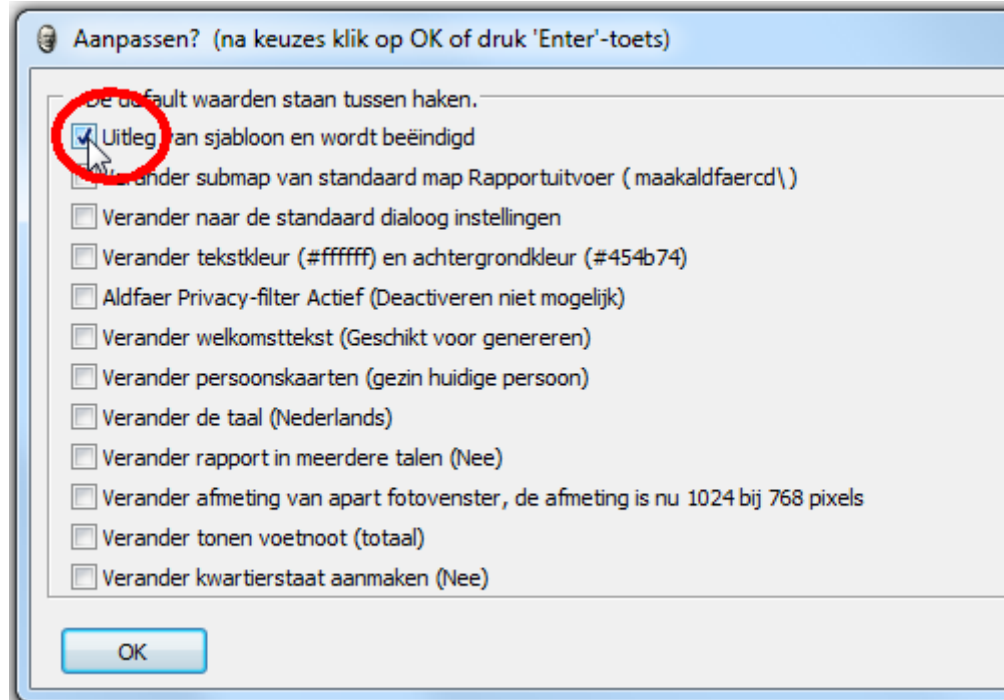 Aanpassen? (na keuzes klik op OK of druk 'Enter'-toets)
De default waarden staan tussen haken.
Uitleg van sjabloon en wordt beëindigd
Verander submap van standaard map Rapportuitvoer ( maakaldfaercd\ )
Verander naar de standaard dialoog instellingen
Verander tekstkleur (#ffffff) en achtergrondkleur (#454b74)
Aldfaer Privacy-filter Actief (Deactiveren niet mogelijk)
Verander welkomsttekst (Geschikt voor genereren)
Verander persoonskaarten (gezin huidige persoon)
Verander de taal (Nederlands)
Verander rapport in meerdere talen (Nee)
Verander afmeting van apart fotovenster, de afmeting is nu 1024 bij 768 pixels
Verander tonen voetnoot (totaal)
Verander kwartierstaat aanmaken (Nee)
OK